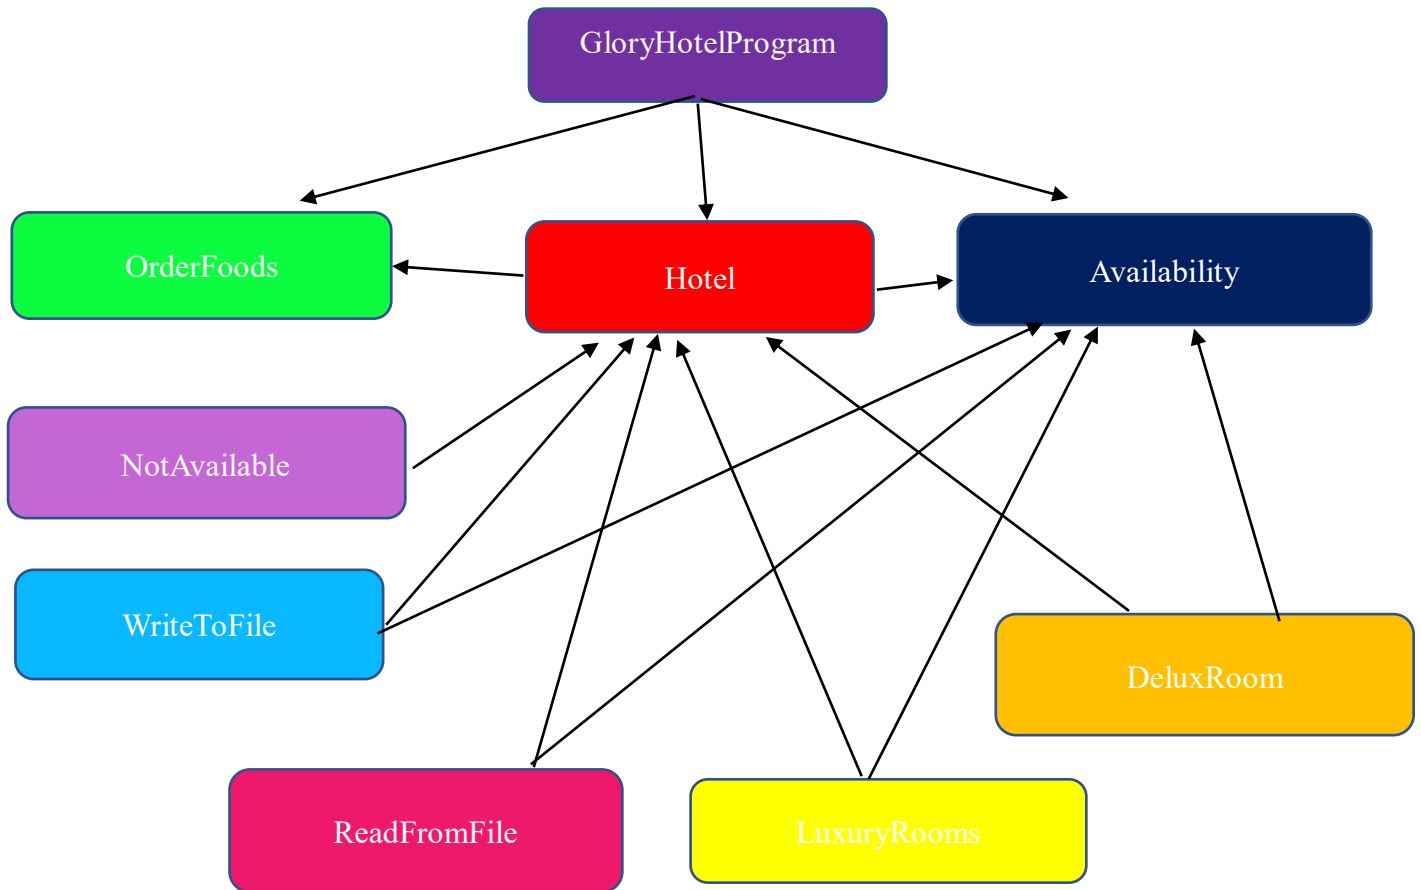 GloryHotelProgram
OrderFoods
Hotel
Availability
NotAvailable
WriteToFile
DeluxRoom
ReadFromFile
LuxuryRooms